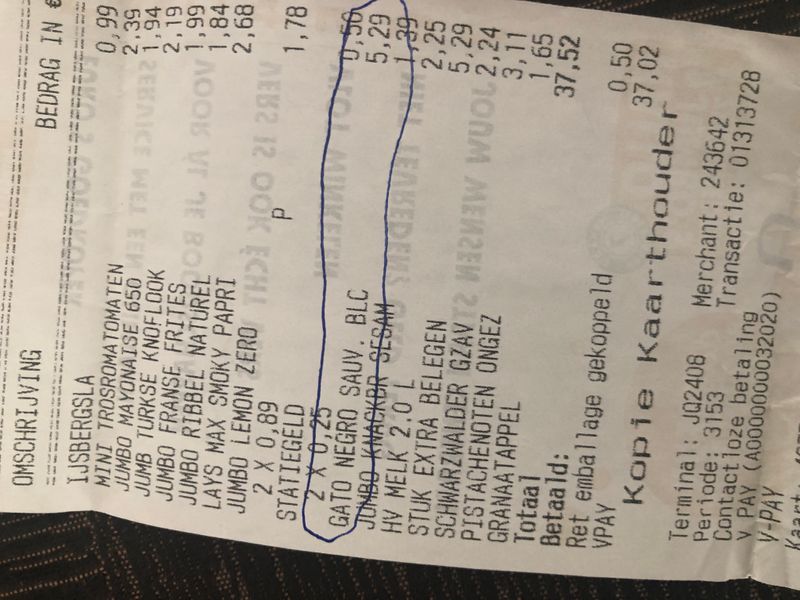 OMSCHRIJVING BEDRAG IN €
IJSBERGSLA 0,99
MINI TROSROMATOMATEN 2,39
JUMBO MAYONAISE 650 1,94
JUMB TURKSE KNOFLOOK 2,19
JUMBO FRANSE FRITES 1,99
JUMBO RIBBEL NATUREL 1,84
LAYS MAX SMOKY PAPRI 2,68
JUMBO LEMON ZERO
2 X 0,89 P 1,78
STATIEGELD
2 X 0,25 0,50
GATO NEGRO SAUV. BLC 5,29
JUMBO KNACKBR SESAM 1,39
HV MELK 2.0 L 2,25
STUK EXTRA BELEGEN 5,29
SCHWARZWALDER GZAV 2,24
PISTACHENOTEN ONGEZ 3,11
GRANAATAPPEL 1,65
Totaal 37,52
Betaald:
Ret emballage gekoppeld 0,50
VPAY 37,02
Kopie Kaarthouder
Terminal: JQ2408 Merchant: 243642
Periode: 3153 Transactie: 01313728
Contactloze betaling
V PAY (A0000000032020)
V-PAY